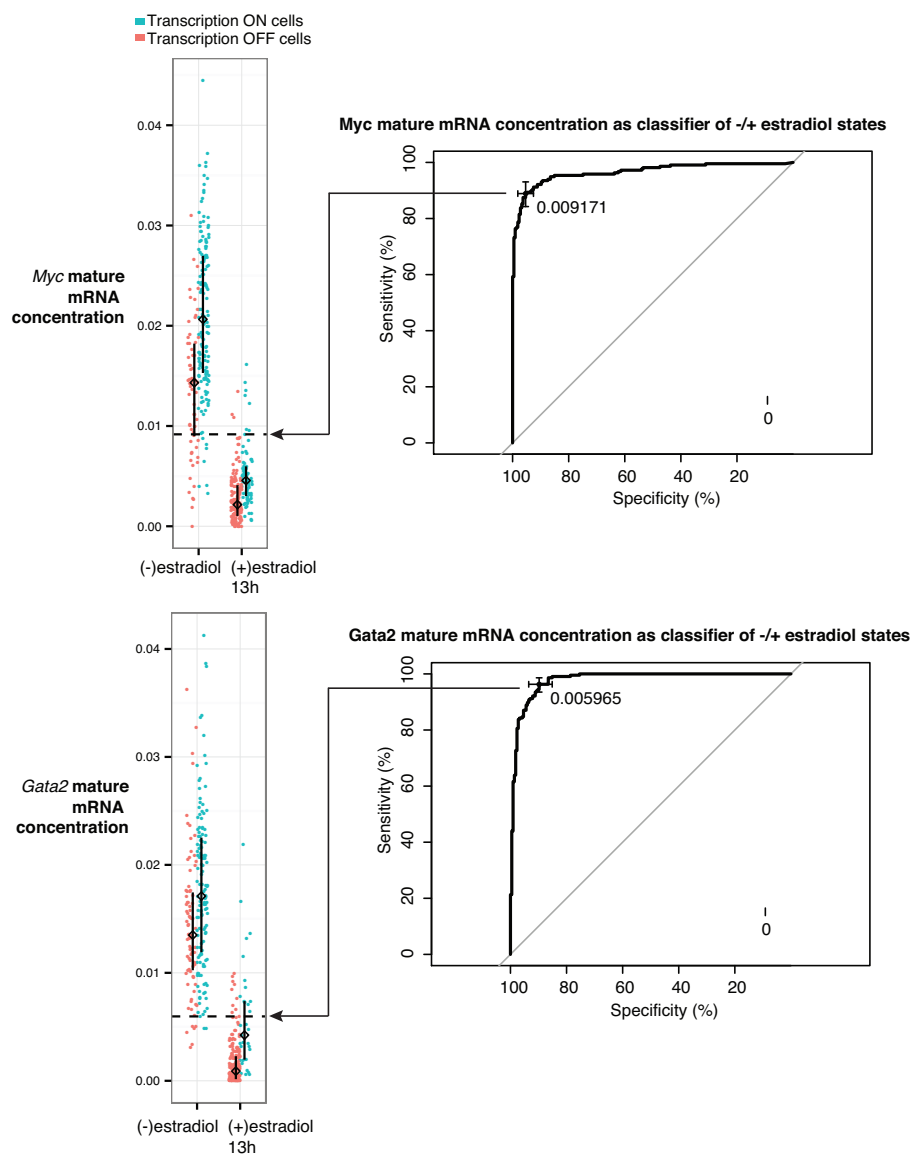 Transcription ON cells
Transcription OFF cells
0.04
0.03
0.02
0.01
0.00
Myc mature
mRNA
concentration
(-)estradiol (+)estradiol
13h
Myc mature mRNA concentration as classifier of -/+ estradiol states
100
80
60
40
20
0
Sensitivity (%)
0.009171
0
100 80 60 40 20
Specificity (%)
0.04
0.03
0.02
0.01
0.00
Gata2 mature
mRNA
concentration
(-)estradiol (+)estradiol
13h
Gata2 mature mRNA concentration as classifier of -/+ estradiol states
100
80
60
40
20
0
Sensitivity (%)
0.005965
0
100 80 60 40 20
Specificity (%)